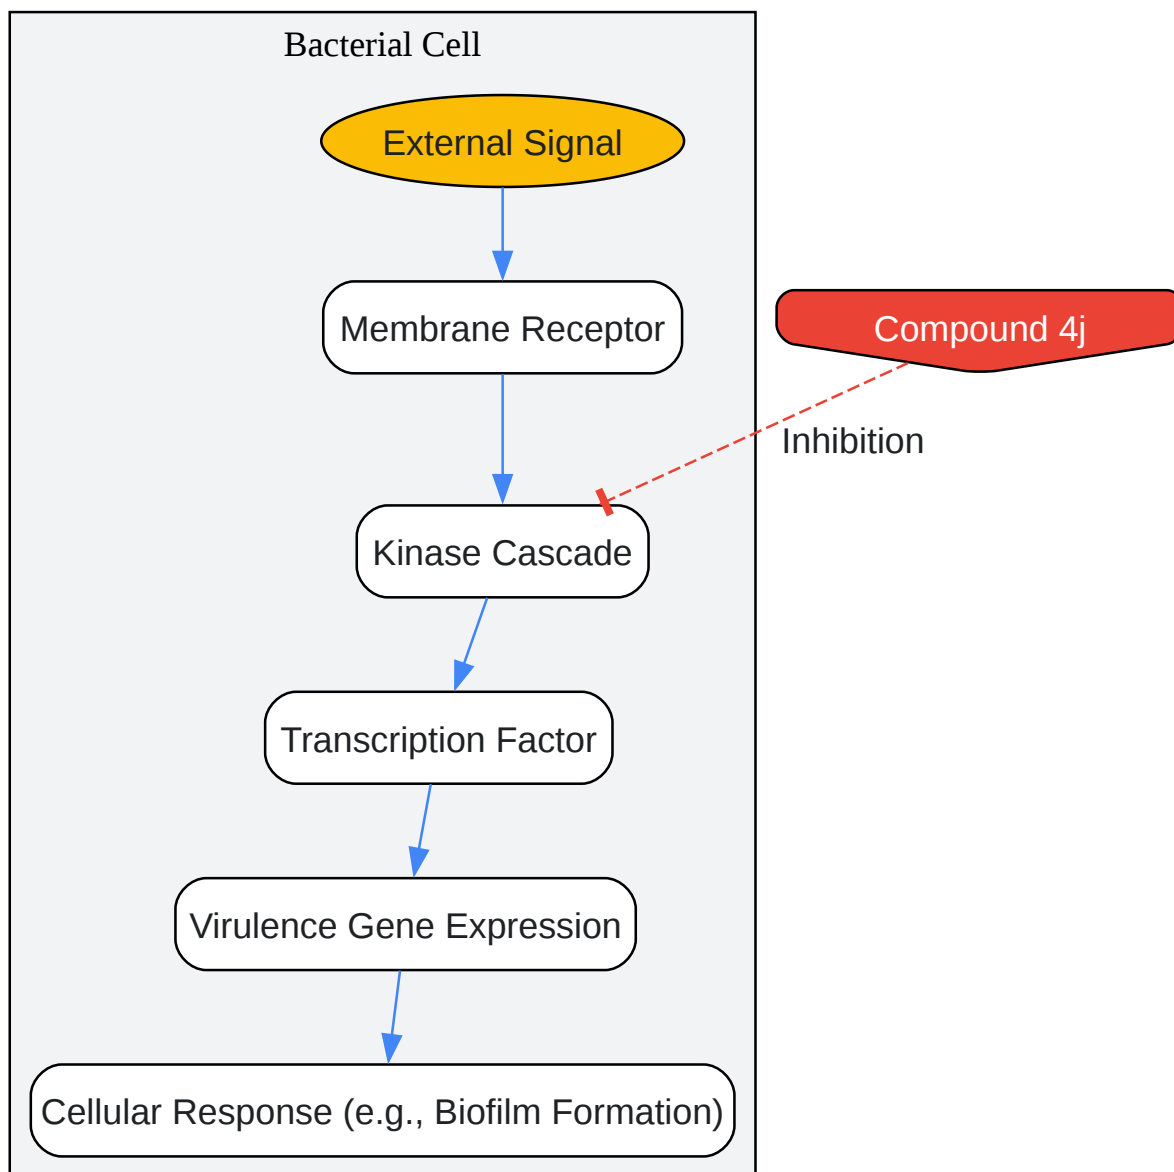 Bacterial Cell
External Signal
Membrane Receptor
Compound 4j
Inhibition
Kinase Cascade
Transcription Factor
Virulence Gene Expression
Cellular Response (e.g., Biofilm Formation)